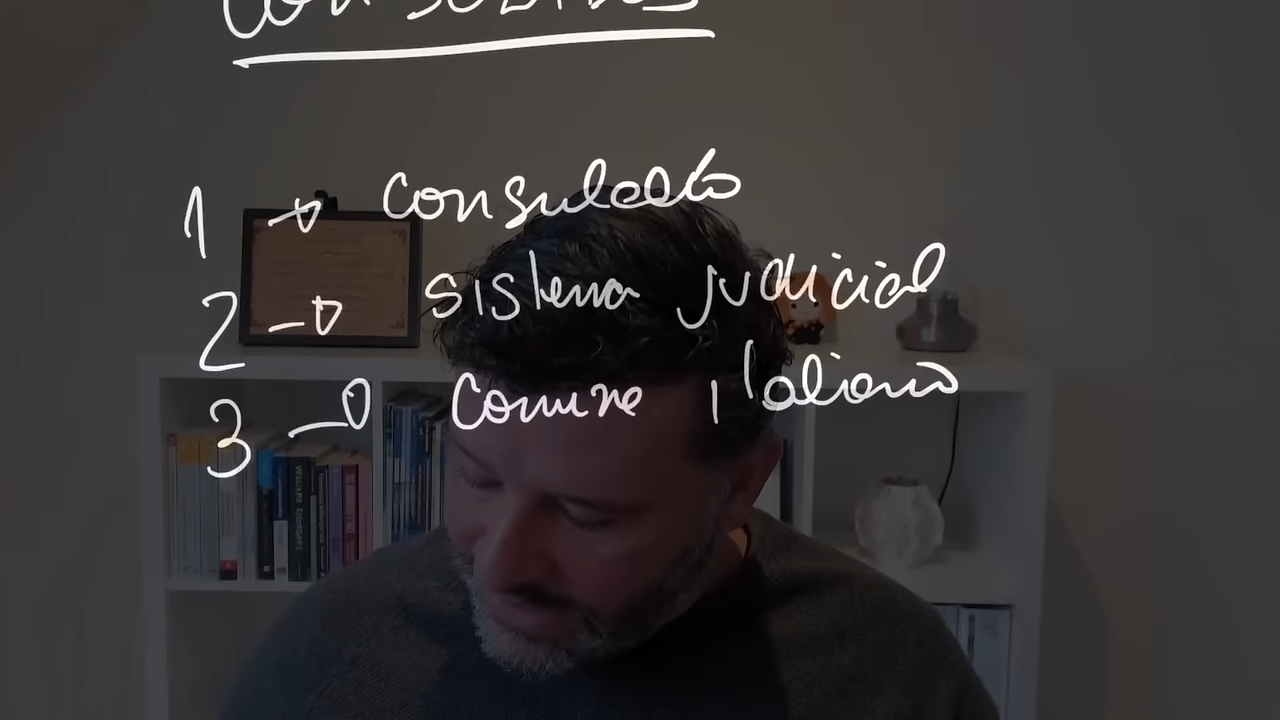 1 → consulado
2 → sistema judicial
3 → comune italiano